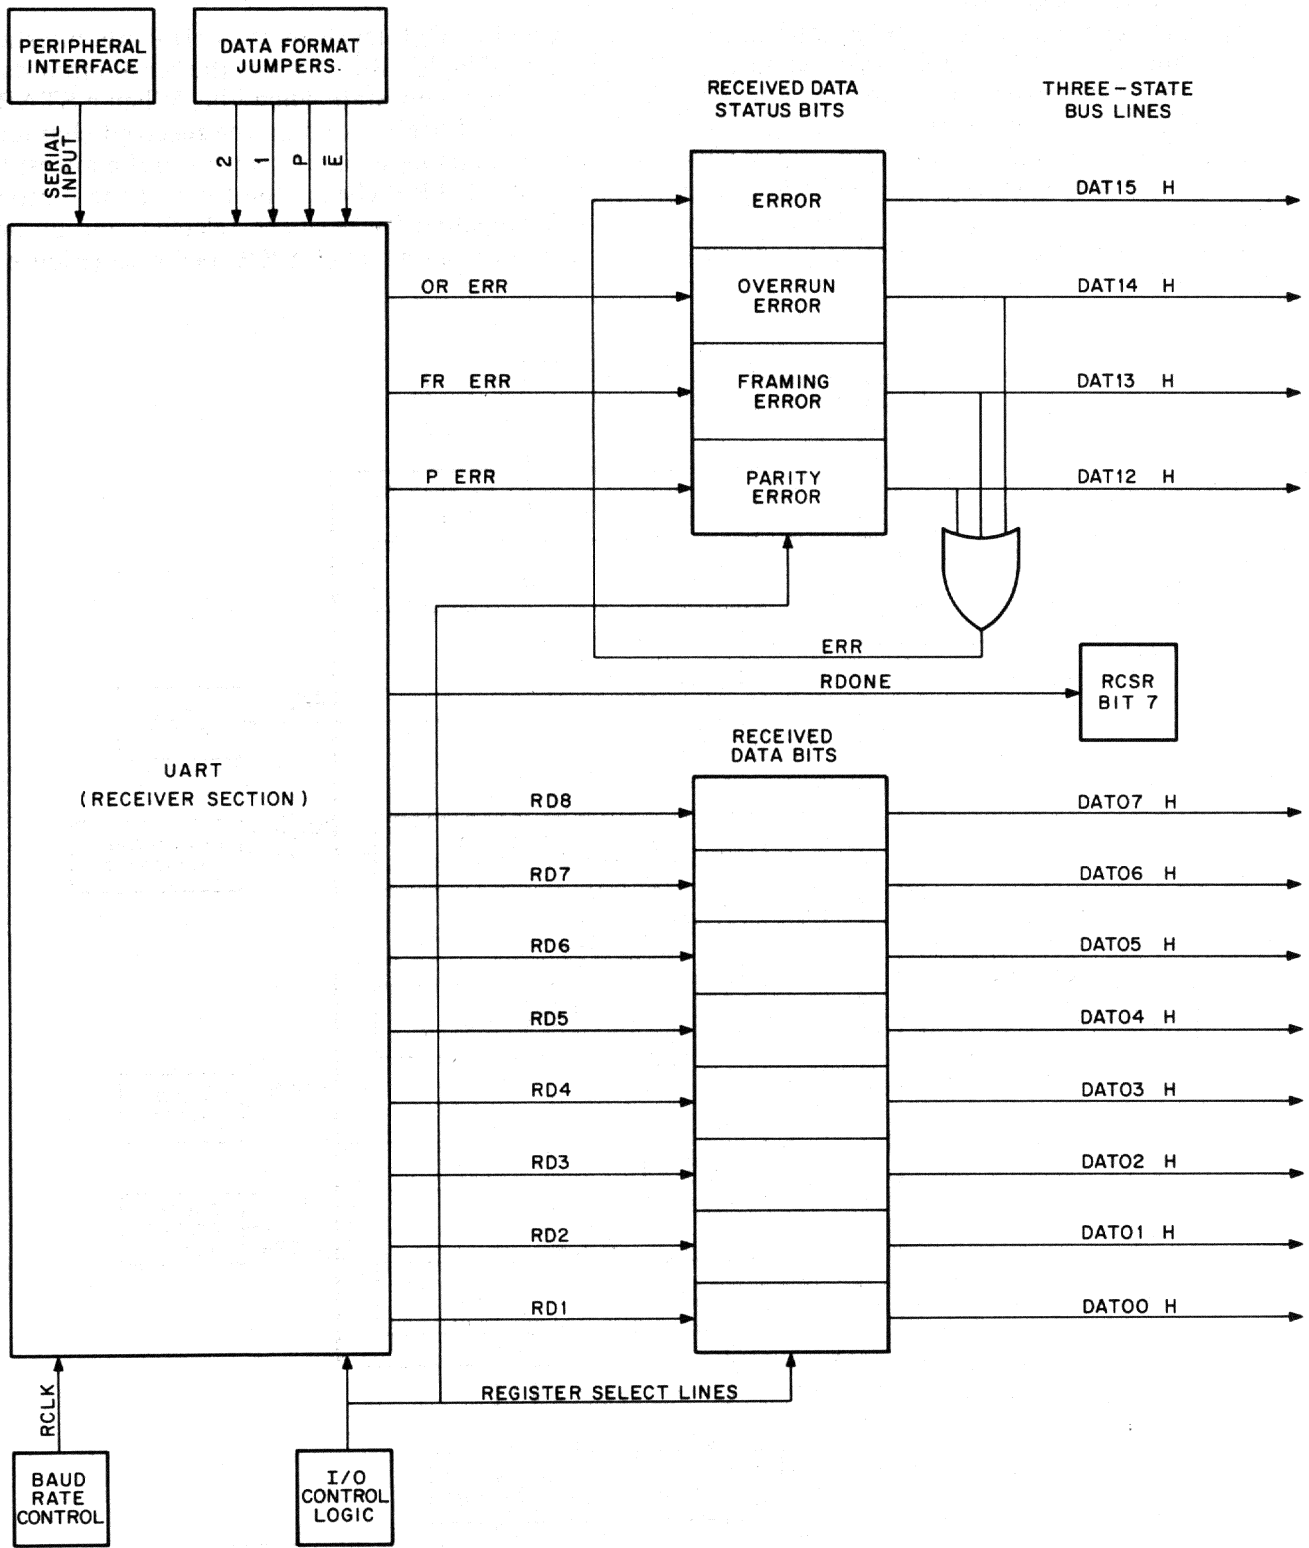 PERIPHERAL
INTERFACE
DATA FORMAT
JUMPERS.
SERIAL
INPUT
2
1
P
E
RECEIVED DATA
STATUS BITS
THREE-STATE
BUS LINES
ERROR
DAT15 H
OR ERR
OVERRUN
ERROR
DAT14 H
FR ERR
FRAMING
ERROR
DAT13 H
P ERR
PARITY
ERROR
DAT12 H
ERR
RDONE
RCSR
BIT 7
UART
(RECEIVER SECTION)
RECEIVED
DATA BITS
RD8
DAT07 H
RD7
DAT06 H
RD6
DAT05 H
RD5
DAT04 H
RD4
DAT03 H
RD3
DAT02 H
RD2
DAT01 H
RD1
DAT00 H
RCLK
REGISTER SELECT LINES
BAUD
RATE
CONTROL
I/O
CONTROL
LOGIC